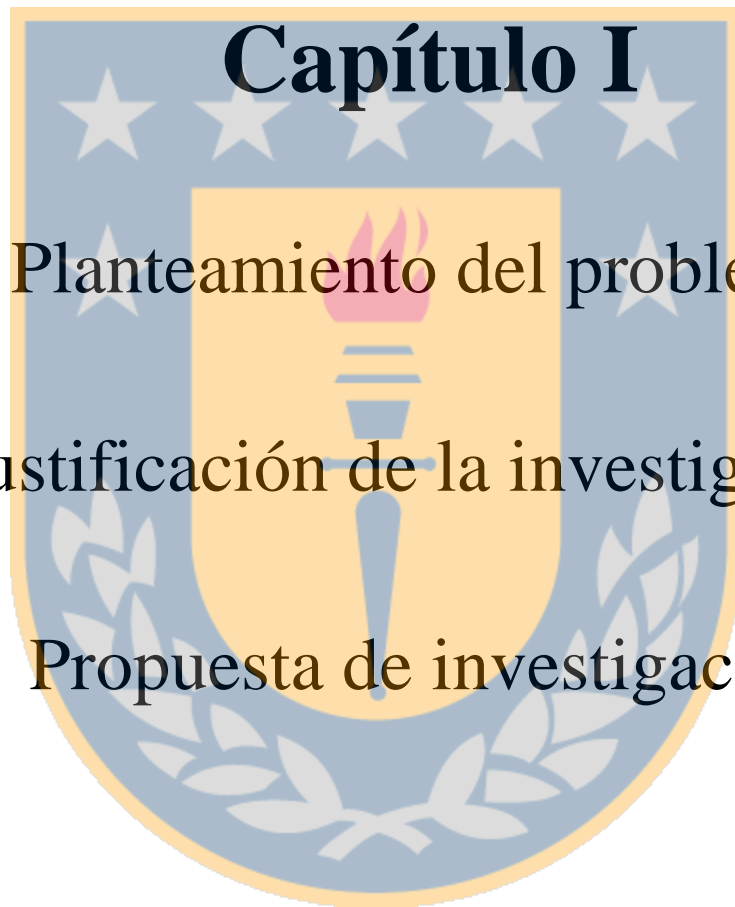 Capítulo I
Planteamiento del proble
ustificación de la investig
Propuesta de investigac